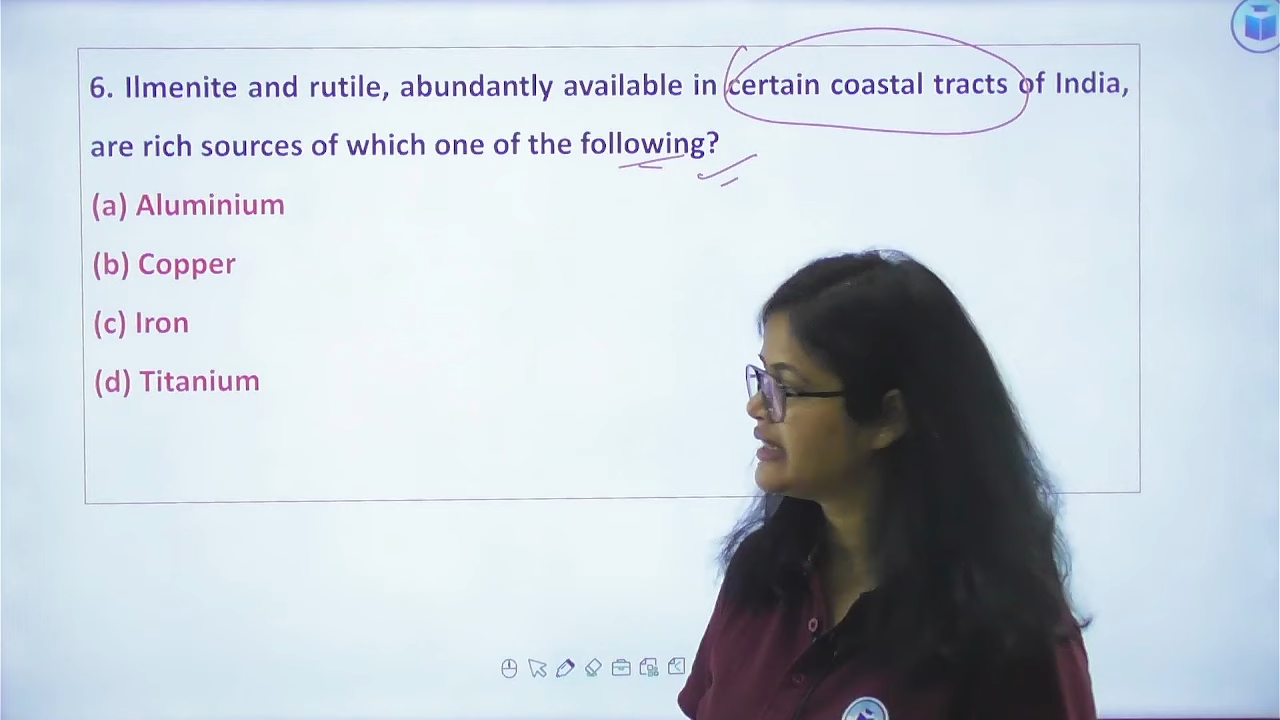 6. Ilmenite and rutile, abundantly available in certain coastal tracts of India,
are rich sources of which one of the following?
(a) Aluminium
(b) Copper
(c) Iron
(d) Titanium